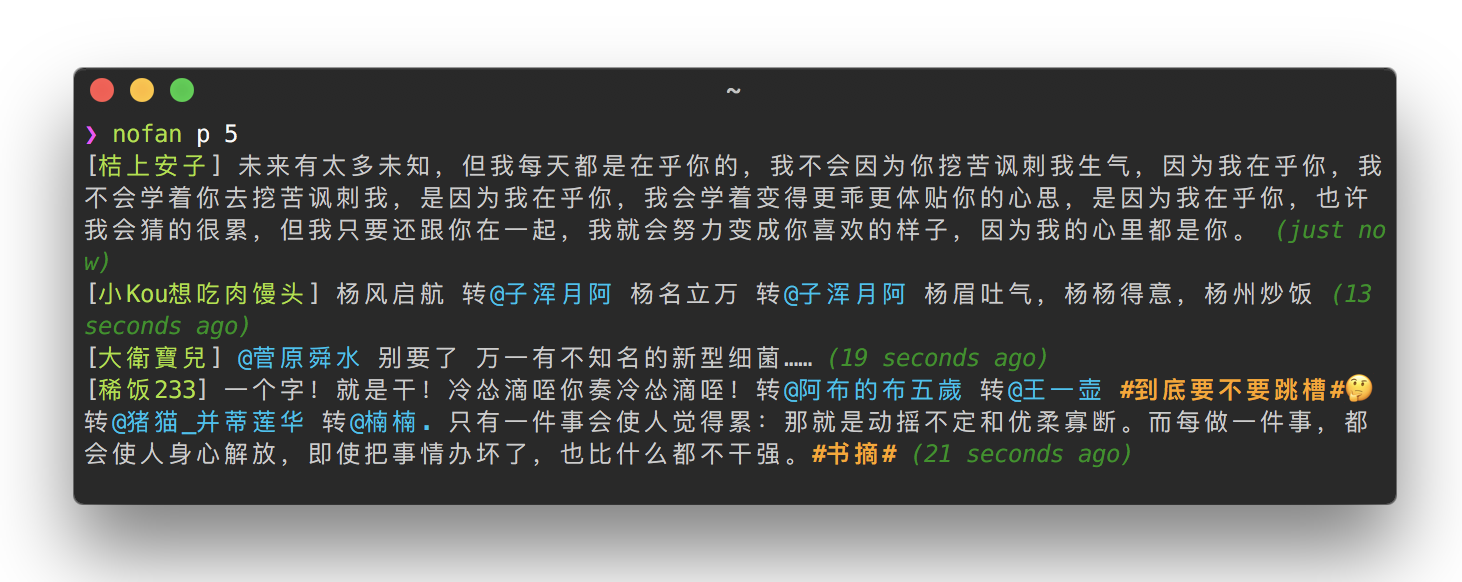 ~
❯ nofan p 5
[桔上安子] 未来有太多未知，但我每天都是在乎你的，我不会因为你挖苦讽刺我生气，因为我在乎你，我
不会学着你去挖苦讽刺我，是因为我在乎你，我会学着变得更乖更体贴你的心思，是因为我在乎你，也许
我会猜的很累，但我只要还跟你在一起，我就会努力变成你喜欢的样子，因为我的心里都是你。 (just no
w)
[小Kou想吃肉馒头] 杨风启航 转@子浑月阿 杨名立万 转@子浑月阿 杨眉吐气，杨杨得意，杨州炒饭 (13
seconds ago)
[大衛寶兒] @菅原舜水 别要了 万一有不知名的新型细菌…… (19 seconds ago)
[稀饭233] 一个字！就是干！冷怂滴咥你奏冷怂滴咥！转@阿布的布五歲 转@王一壶 #到底要不要跳槽#🤔
转@猪猫_并蒂莲华 转@楠楠. 只有一件事会使人觉得累：那就是动摇不定和优柔寡断。而每做一件事，都
会使人身心解放，即使把事情办坏了，也比什么都不干强。#书摘# (21 seconds ago)